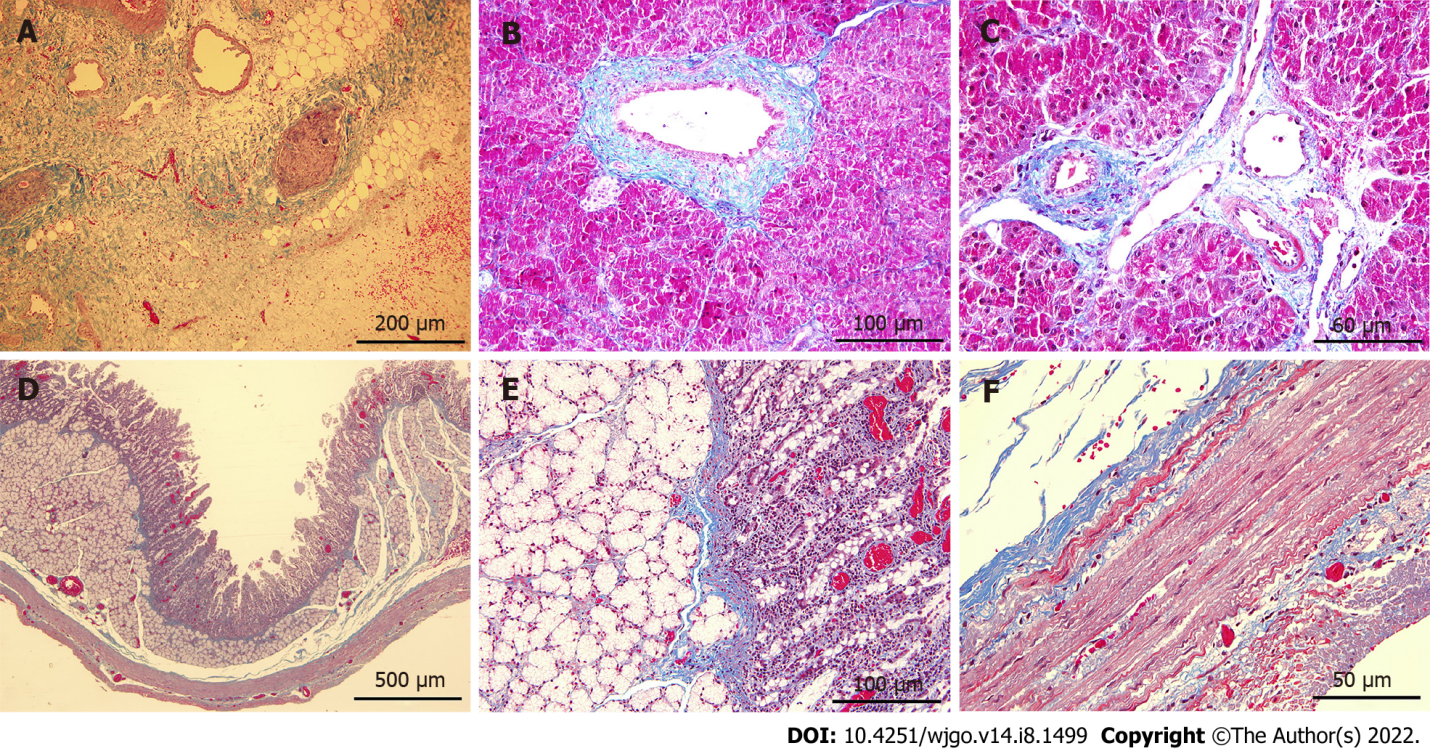 A
B
C
200 µm
100 µm
60 µm
D
E
F
500 µm
100 µm
50 µm
DOI: 10.4251/wjgo.v14.i8.1499 Copyright ©The Author(s) 2022.